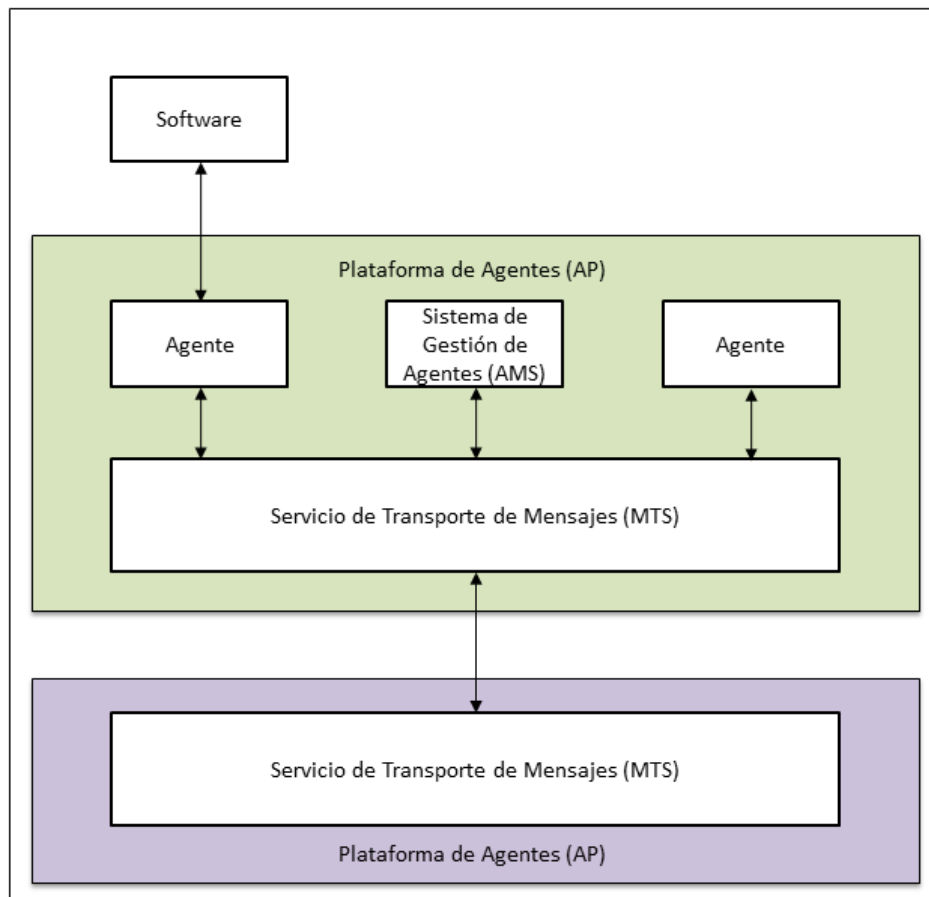 Software
Plataforma de Agentes (AP)
Agente
Sistema de
Gestión de
Agentes (AMS)
Agente
Servicio de Transporte de Mensajes (MTS)
Servicio de Transporte de Mensajes (MTS)
Plataforma de Agentes (AP)